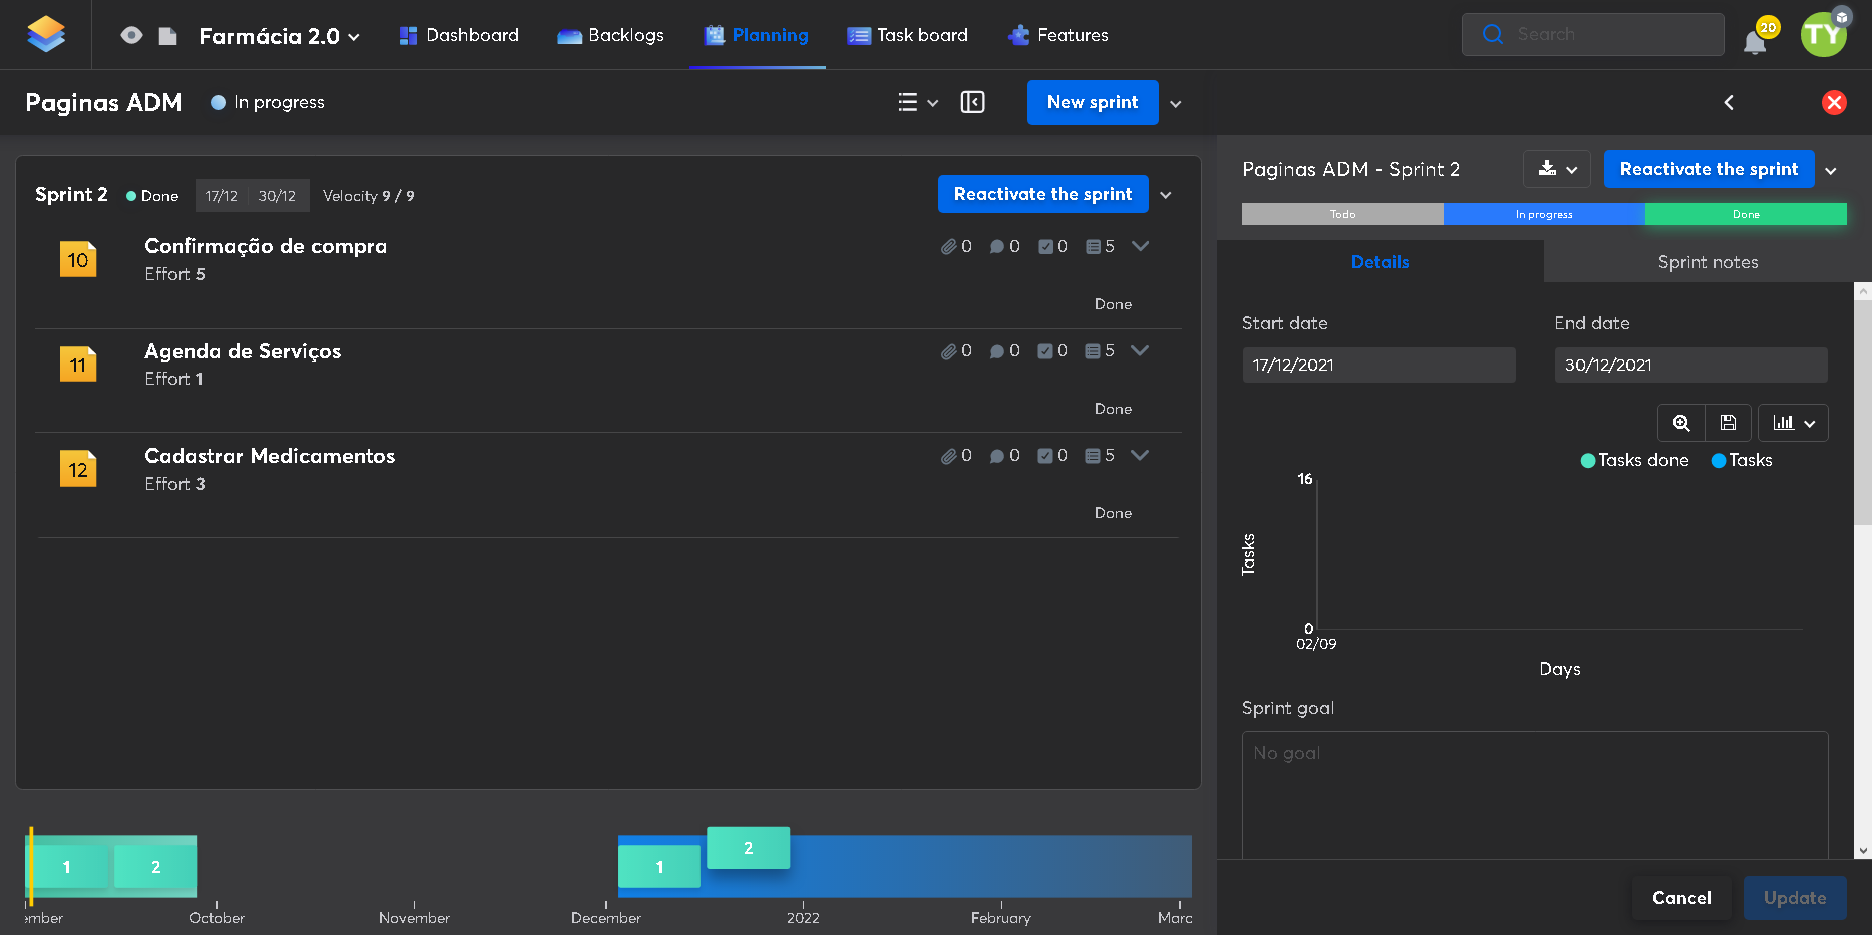 Farmácia 2.0
Dashboard
Backlogs
Planning
Task board
Features
Search
20
TY
Paginas ADM
In progress
New sprint
Sprint 2
Done
17/12
30/12
Velocity 9 / 9
Reactivate the sprint
10
Confirmação de compra
0
0
0
5
Effort 5
Done
11
Agenda de Serviços
0
0
0
5
Effort 1
Done
12
Cadastrar Medicamentos
0
0
0
5
Effort 3
Done
1
2
1
2
ember
October
November
December
2022
February
Marc
Paginas ADM - Sprint 2
Reactivate the sprint
Todo
In progress
Done
Details
Sprint notes
Start date
End date
17/12/2021
30/12/2021
Tasks done
Tasks
16
Tasks
0
02/09
Days
Sprint goal
No goal
Cancel
Update